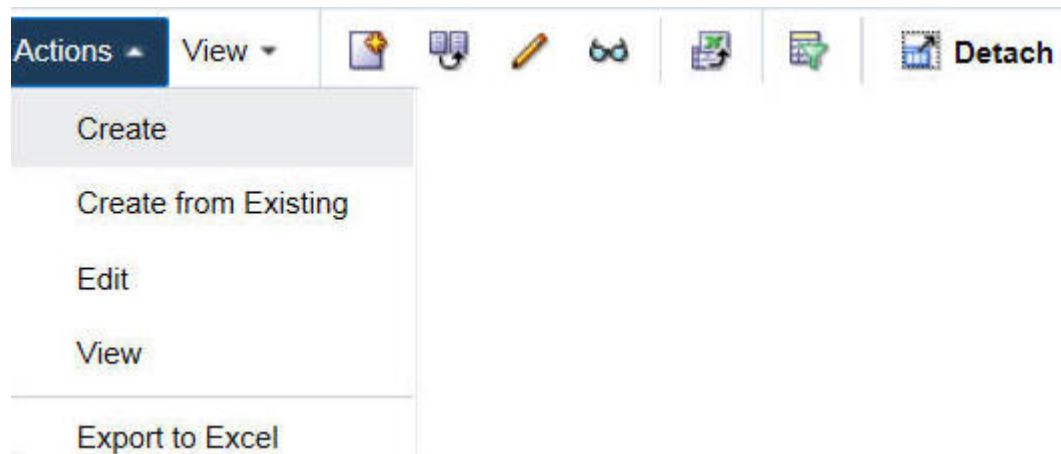 Actions View Detach
Create
Create from Existing
Edit
View
Export to Excel